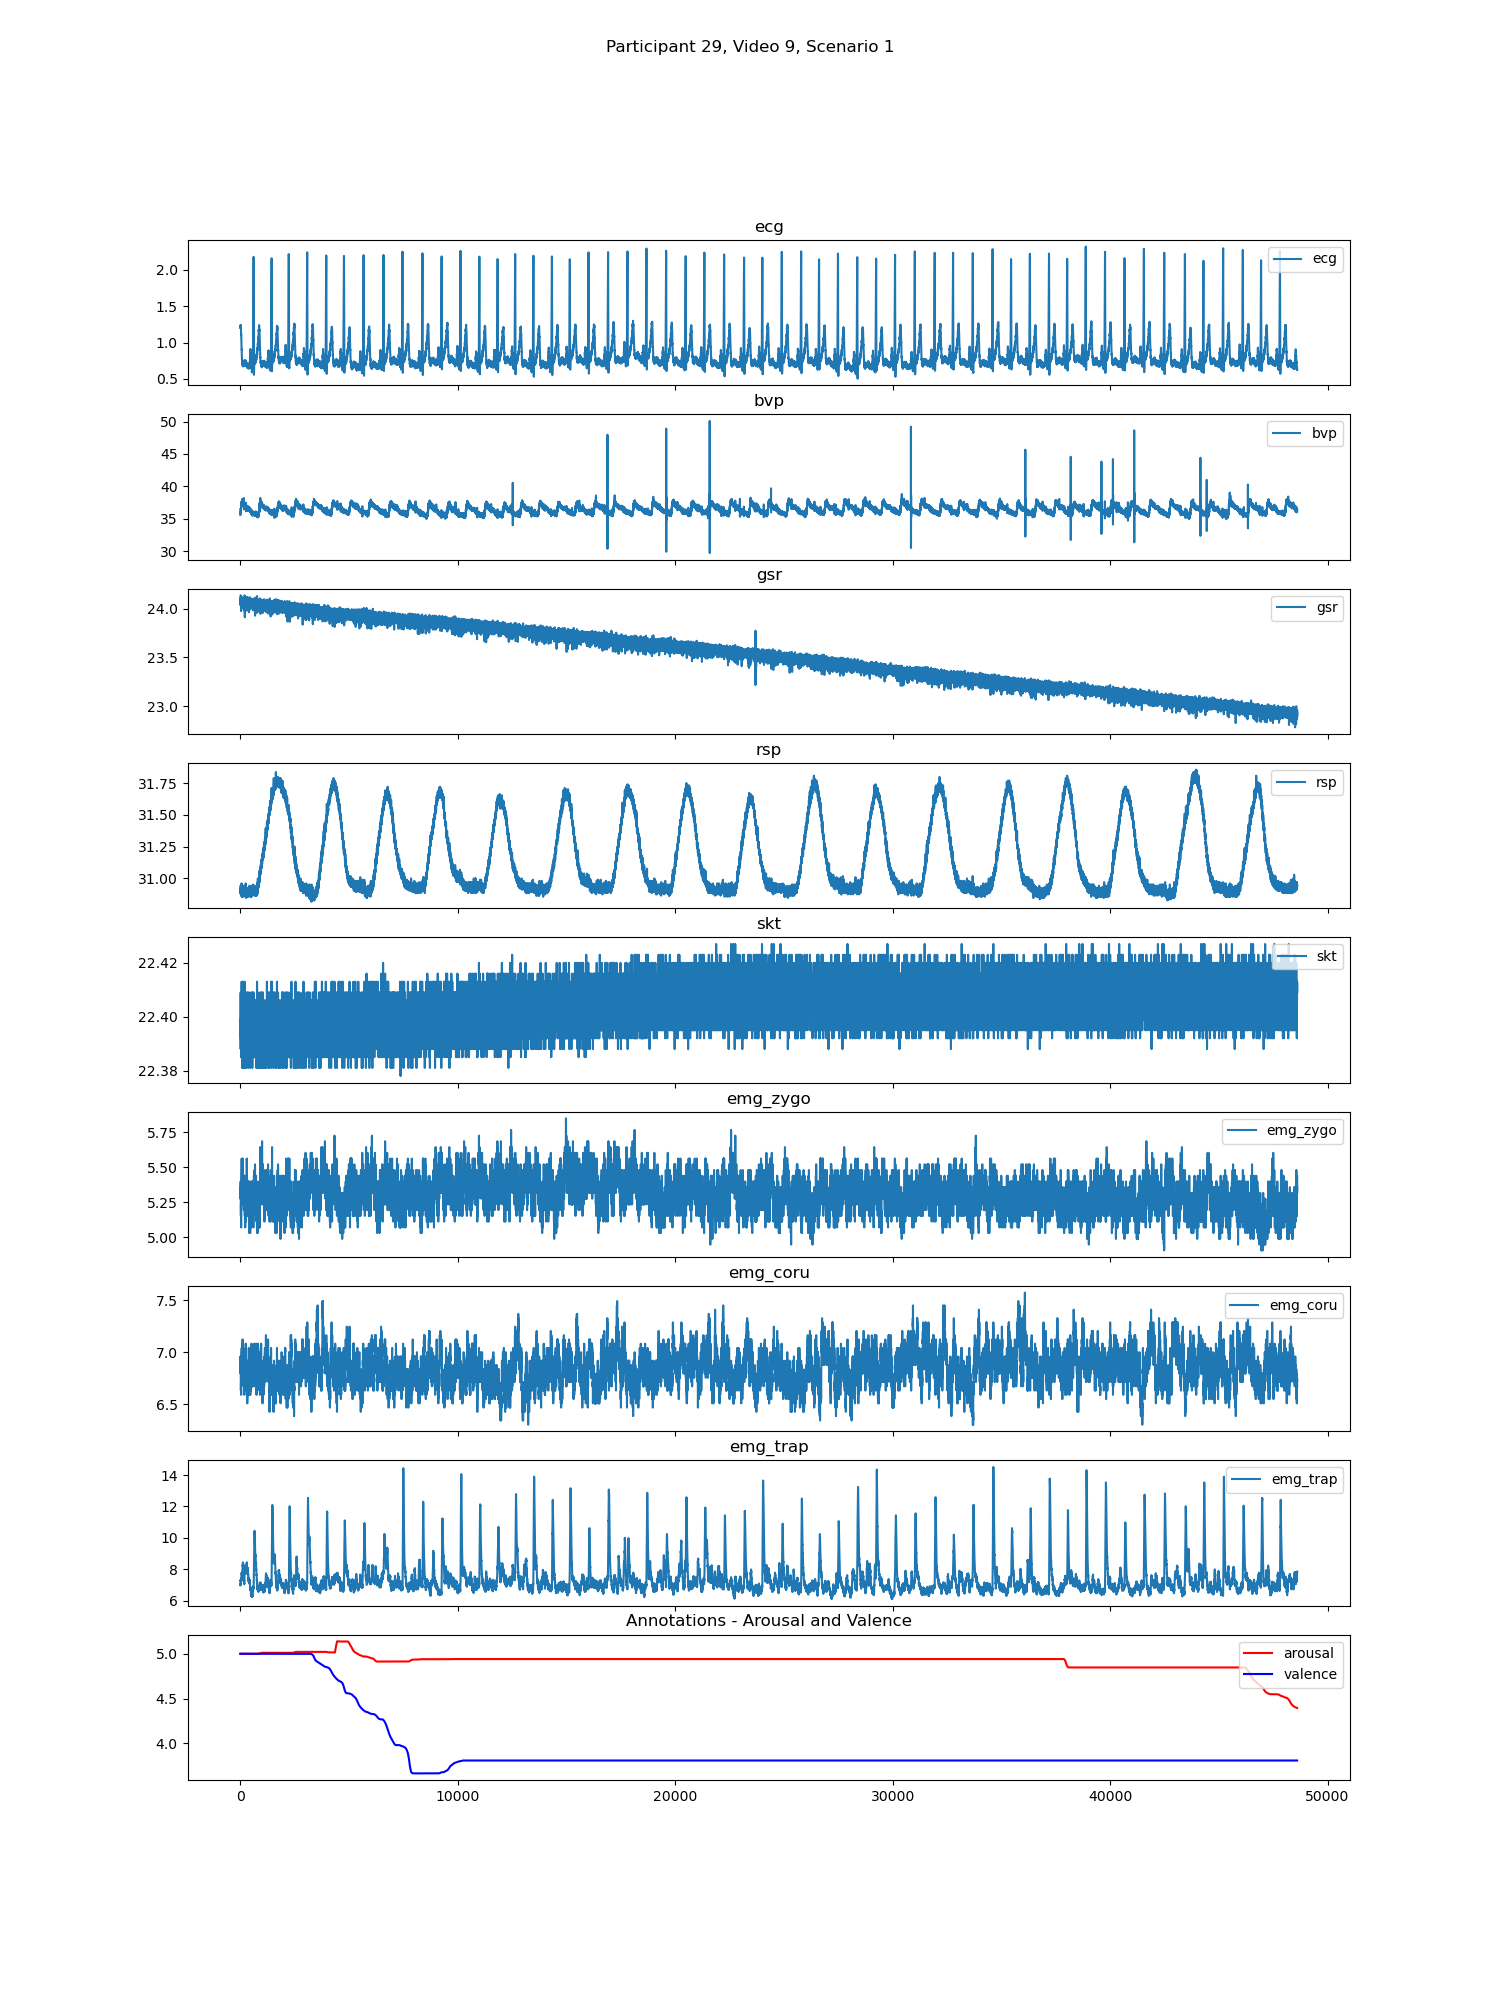 Participant 29, Video 9, Scenario 1
ecg
2.0
1.5
1.0
0.5
ecg
bvp
50
45
40
35
30
bvp
gsr
24.0
23.5
23.0
gsr
rsp
31.75
31.50
31.25
31.00
rsp
skt
22.42
22.40
22.38
skt
emg_zygo
5.75
5.50
5.25
5.00
emg_zygo
emg_coru
7.5
7.0
6.5
emg_coru
emg_trap
14
12
10
8
6
emg_trap
Annotations - Arousal and Valence
5.0
4.5
4.0
arousal
valence
0 10000 20000 30000 40000 50000